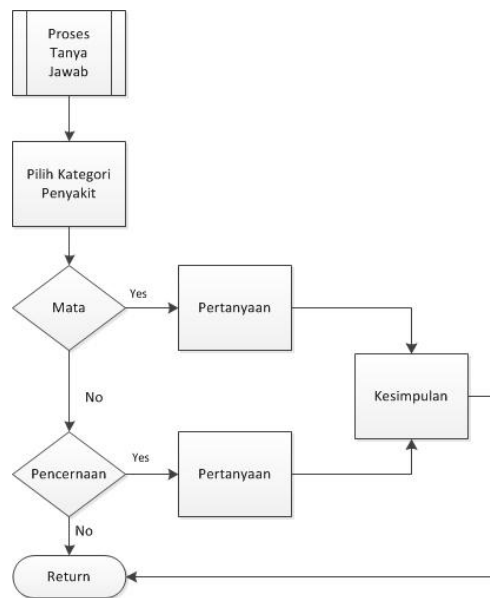 Proses
Tanya
Jawab
Pilih Kategori
Penyakit
Mata
Yes
Pertanyaan
Kesimpulan
No
Pencernaan
Yes
Pertanyaan
No
Return